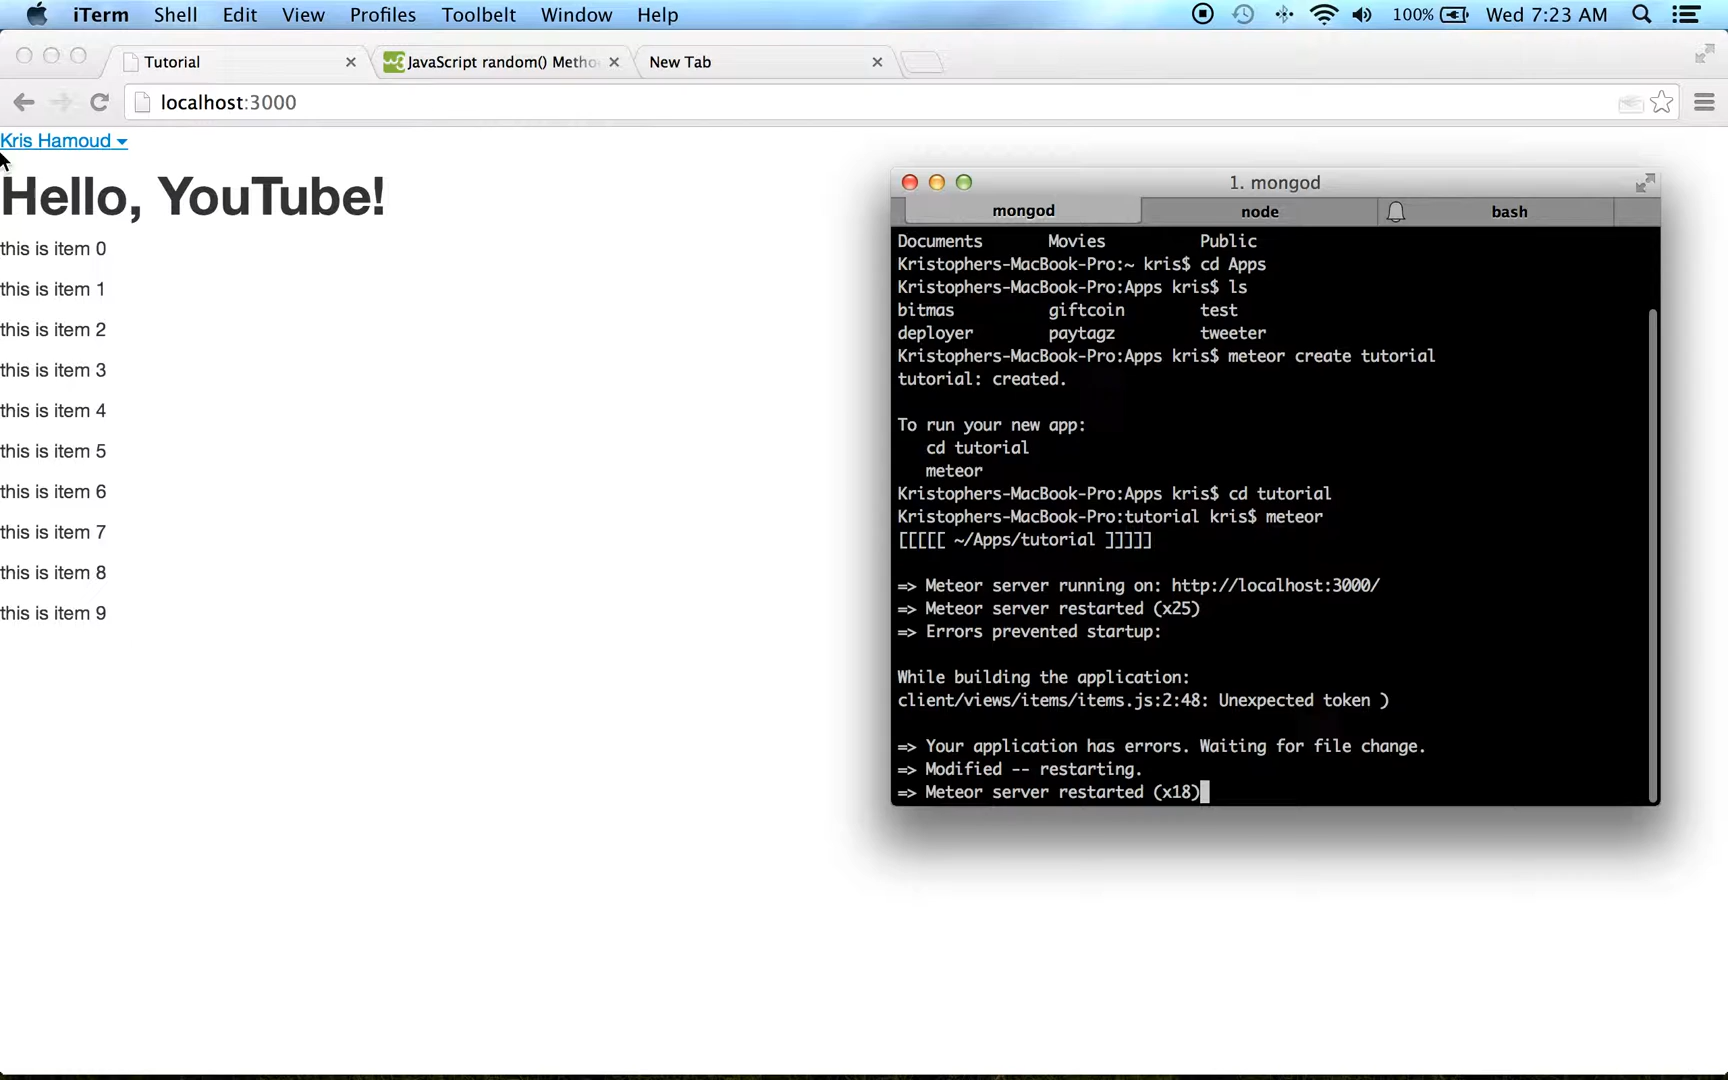 iTerm Shell Edit View Profiles Toolbelt Window Help 100% Wed 7:23 AM
Tutorial JavaScript random() Metho New Tab
localhost:3000
Kris Hamoud
Hello, YouTube!
this is item 0
this is item 1
this is item 2
this is item 3
this is item 4
this is item 5
this is item 6
this is item 7
this is item 8
this is item 9
1. mongod
mongod node bash
Documents Movies Public
Kristophers-MacBook-Pro:~ kris$ cd Apps
Kristophers-MacBook-Pro:Apps kris$ ls
bitmas giftcoin test
deployer paytagz tweeter
Kristophers-MacBook-Pro:Apps kris$ meteor create tutorial
tutorial: created.
To run your new app:
cd tutorial
meteor
Kristophers-MacBook-Pro:Apps kris$ cd tutorial
Kristophers-MacBook-Pro:tutorial kris$ meteor
[[[[[ ~/Apps/tutorial ]]]]]
=> Meteor server running on: http://localhost:3000/
=> Meteor server restarted (x25)
=> Errors prevented startup:
While building the application:
client/views/items/items.js:2:48: Unexpected token )
=> Your application has errors. Waiting for file change.
=> Modified -- restarting.
=> Meteor server restarted (x18)